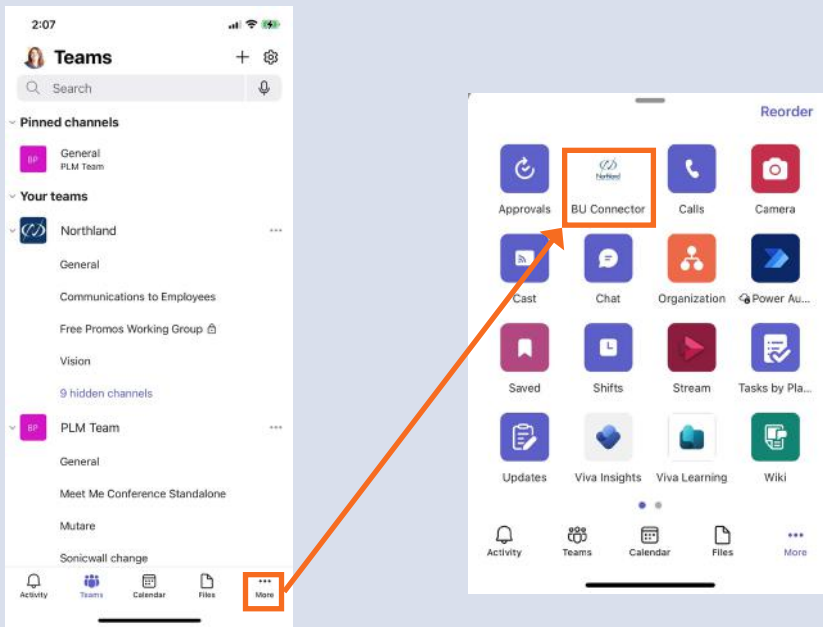 2:07
Teams
Search
Pinned channels
BP
General
PLM Team
Your teams
Northland
General
Communications to Employees
Free Promos Working Group
Vision
9 hidden channels
BP
PLM Team
General
Meet Me Conference Standalone
Mutare
Sonicwall change
Activity
Teams
Calendar
Files
More
Reorder
Northland
Approvals
BU Connector
Calls
Camera
Cast
Chat
Organization
Power Au...
Saved
Shifts
Stream
Tasks by Pla...
Updates
Viva Insights
Viva Learning
Wiki
Activity
Teams
Calendar
Files
More